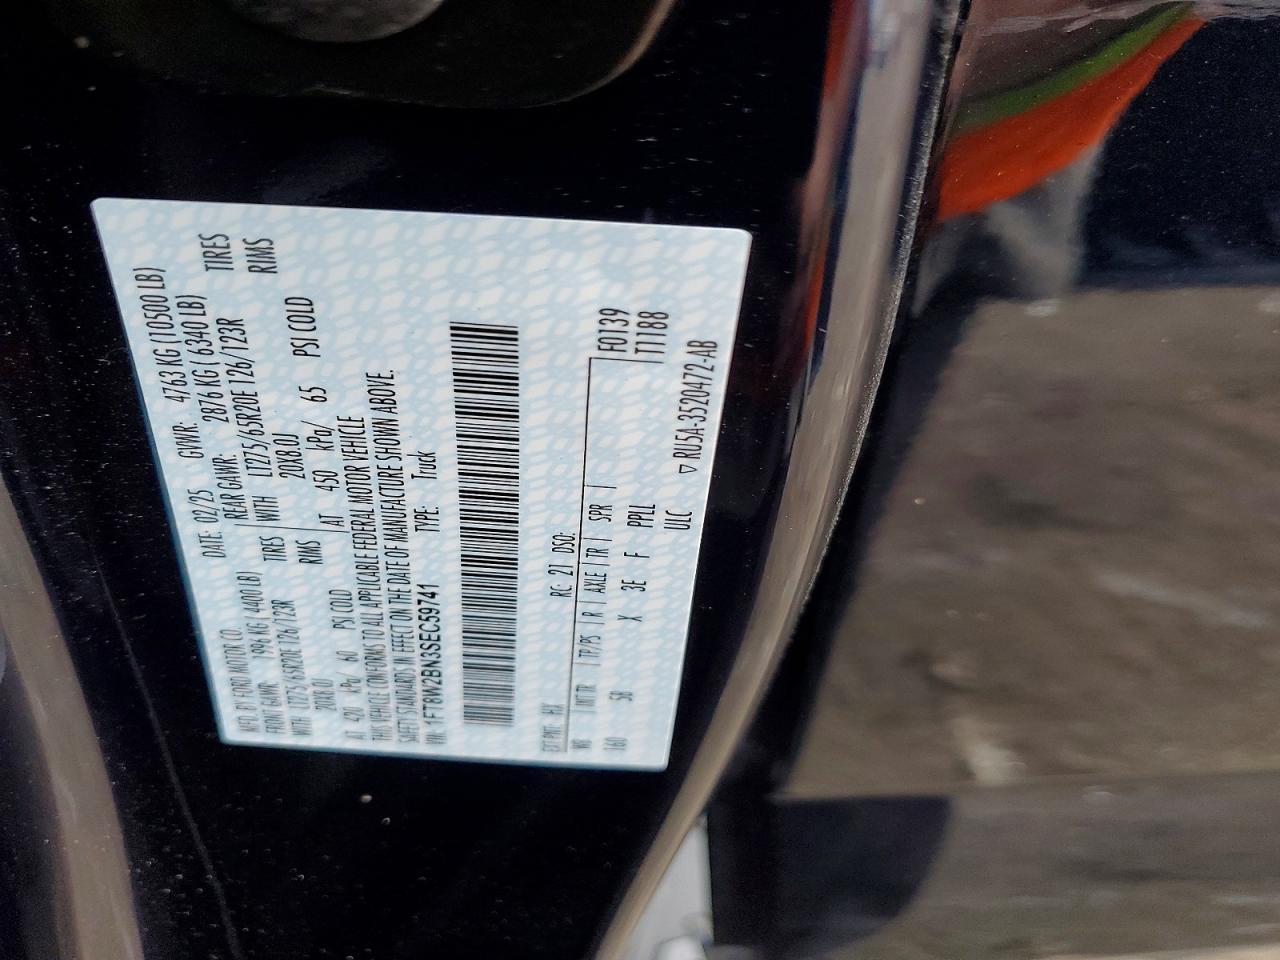 MFD. BY FORD MOTOR CO. DATE: 02/25 GVWR: 4763 KG (10500 LB)
FRONT GAWR: 1996 KG (4400 LB) REAR GAWR: 2876 KG ( 6340 LB)
WITH LT275/65R20E 126/123R TIRES WITH LT275/65R20E 126/123R TIRES
20X8.0J RIMS 20X8.0J RIMS
AT 420 kPa/ 60 PSI COLD AT 450 kPa/ 65 PSI COLD
THIS VEHICLE CONFORMS TO ALL APPLICABLE FEDERAL MOTOR VEHICLE
SAFETY STANDARDS IN EFFECT ON THE DATE OF MANUFACTURE SHOWN ABOVE.
VIN: 1FT8W2BN3SEC59741 TYPE: Truck
EXT PNT: HX RC: 21 DSO: F0139
WB INT TR TP/PS R AXLE TR SPR T1188
160 SB X 3E F PPLL
ULC ▽ RU5A-3520472-AB